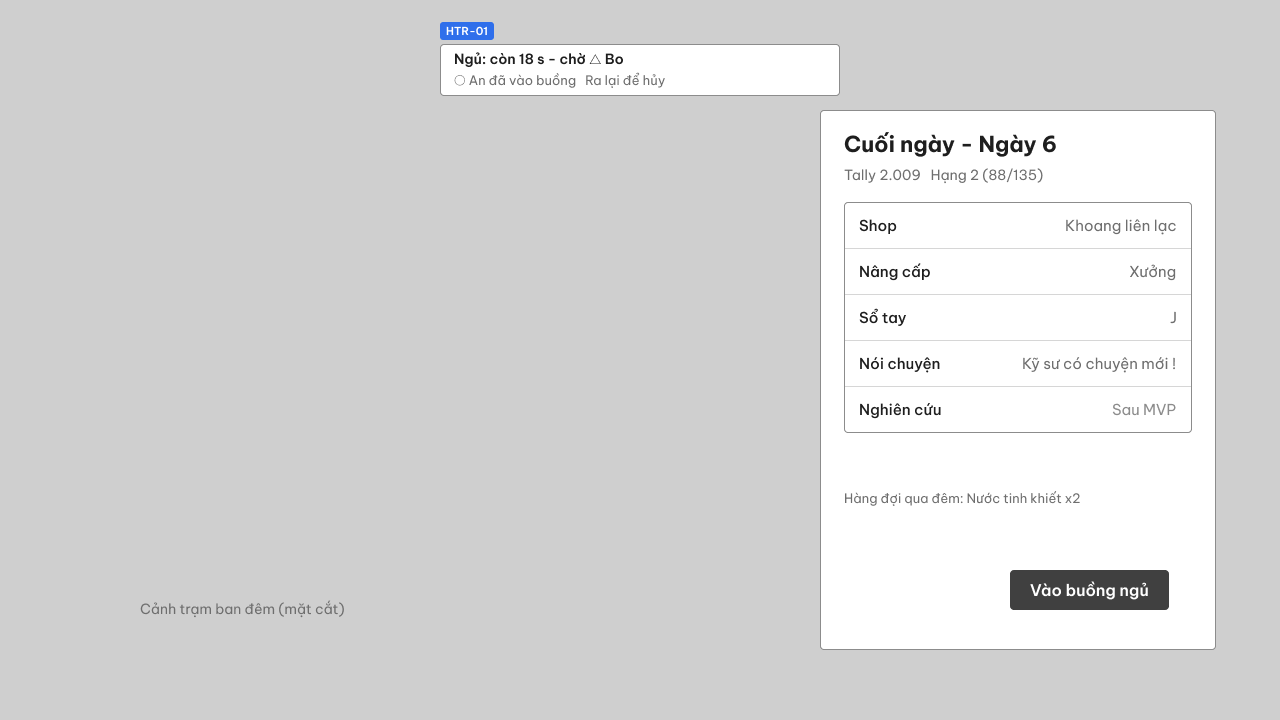 HTR-01
Ngủ: còn 18 s - chờ △ Bo
○ An đã vào buồng Ra lại để hủy
Cuối ngày - Ngày 6
Tally 2.009 Hạng 2 (88/135)
Shop Khoang liên lạc
Nâng cấp Xưởng
Sổ tay J
Nói chuyện Kỹ sư có chuyện mới !
Nghiên cứu Sau MVP
Hàng đợi qua đêm: Nước tinh khiết x2
Vào buồng ngủ
Cảnh trạm ban đêm (mặt cắt)